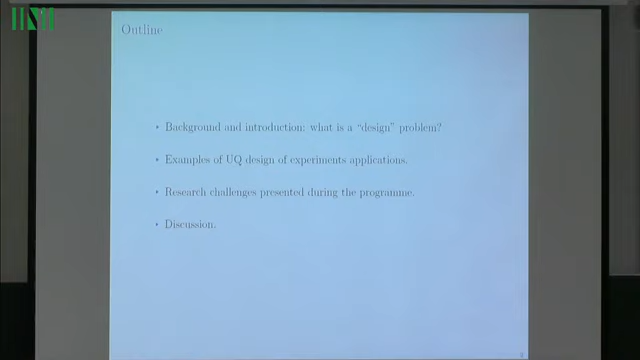 Outline
Background and introduction: what is a "design" problem?
Examples of UQ design of experiments applications.
Research challenges presented during the programme.
Discussion.